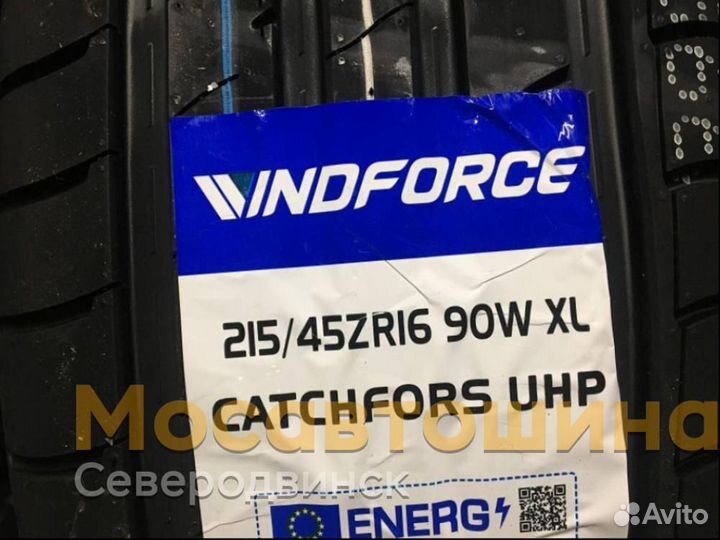 WINDFORCE
215/45ZR16 90W XL
CATCHFORS UHP
Мосавтошина
Северодвинск
ENERG
Avito